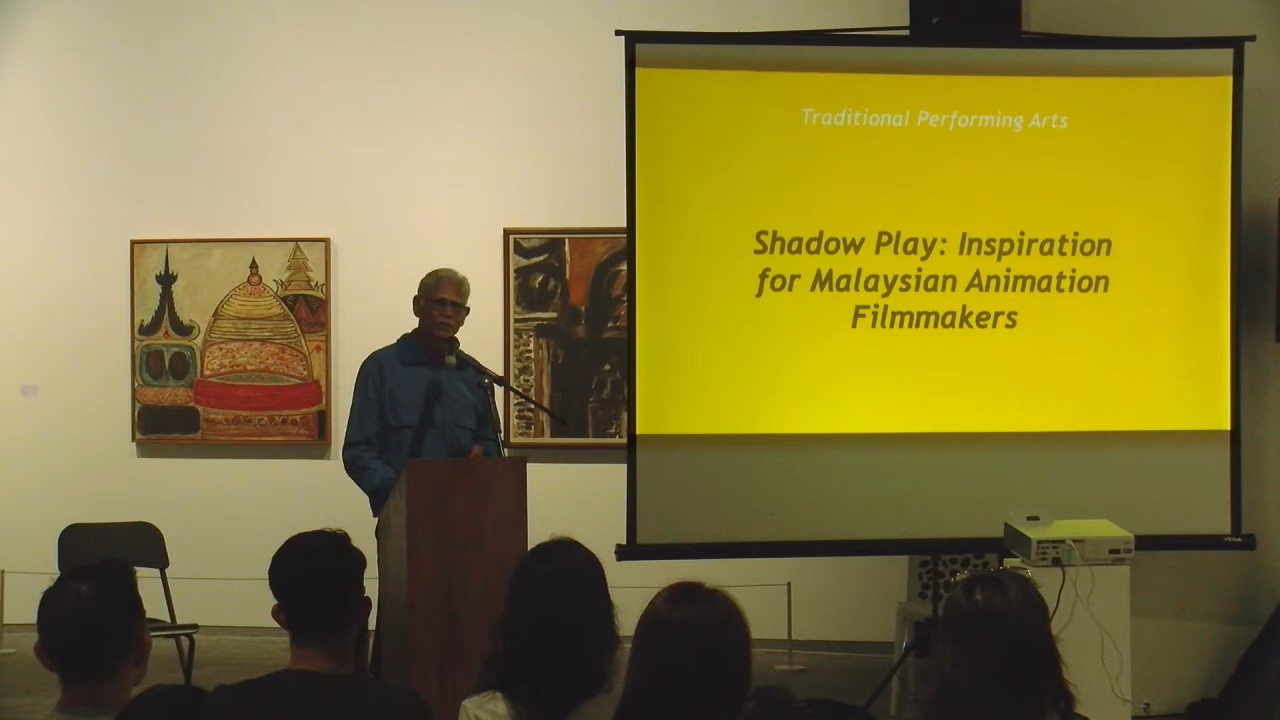 Traditional Performing Arts
Shadow Play: Inspiration
for Malaysian Animation
Filmmakers